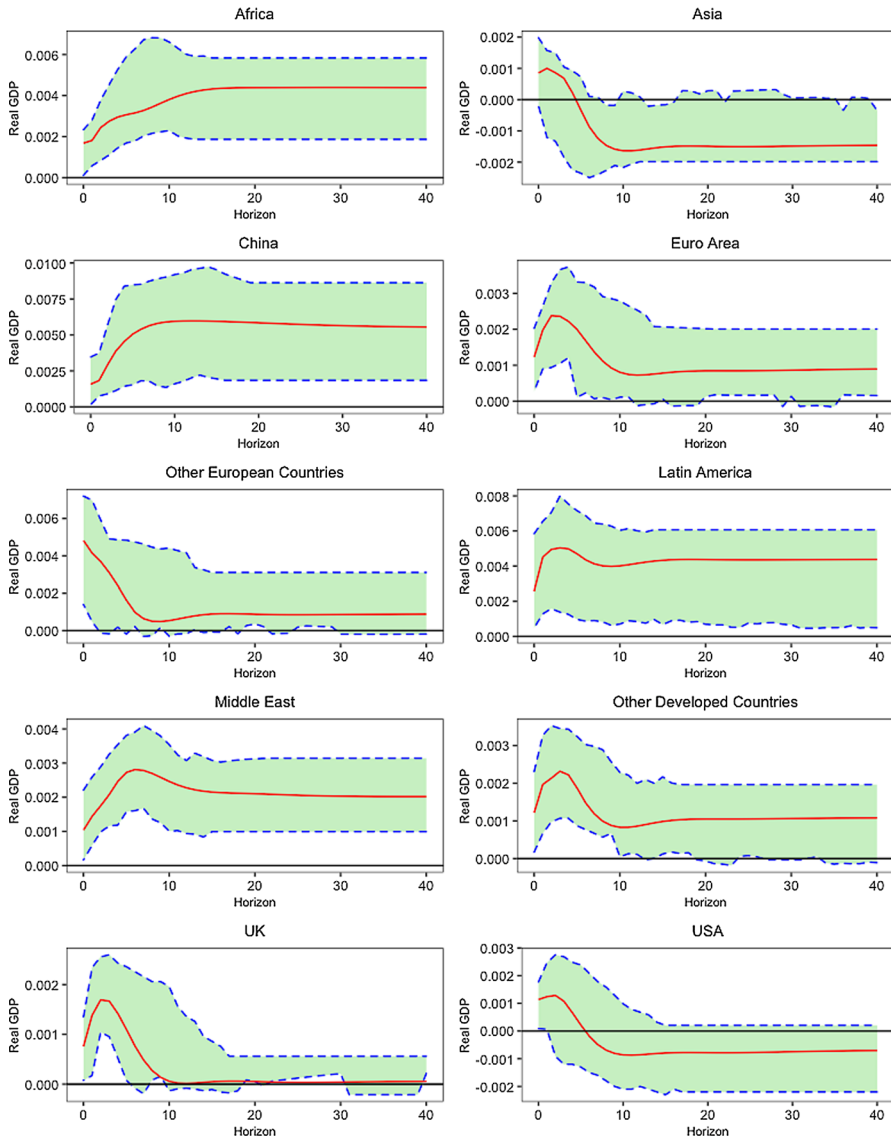 Africa
Real GDP
0.006
0.004
0.002
0.000
0 10 20 30 40
Horizon
Asia
Real GDP
0.002
0.001
0.000
-0.001
-0.002
0 10 20 30 40
Horizon
China
Real GDP
0.0100
0.0075
0.0050
0.0025
0.0000
0 10 20 30 40
Horizon
Euro Area
Real GDP
0.003
0.002
0.001
0.000
0 10 20 30 40
Horizon
Other European Countries
Real GDP
0.006
0.004
0.002
0.000
0 10 20 30 40
Horizon
Latin America
Real GDP
0.008
0.006
0.004
0.002
0.000
0 10 20 30 40
Horizon
Middle East
Real GDP
0.004
0.003
0.002
0.001
0.000
0 10 20 30 40
Horizon
Other Developed Countries
Real GDP
0.003
0.002
0.001
0.000
0 10 20 30 40
Horizon
UK
Real GDP
0.002
0.001
0.000
0 10 20 30 40
Horizon
USA
Real GDP
0.003
0.002
0.001
0.000
-0.001
-0.002
0 10 20 30 40
Horizon